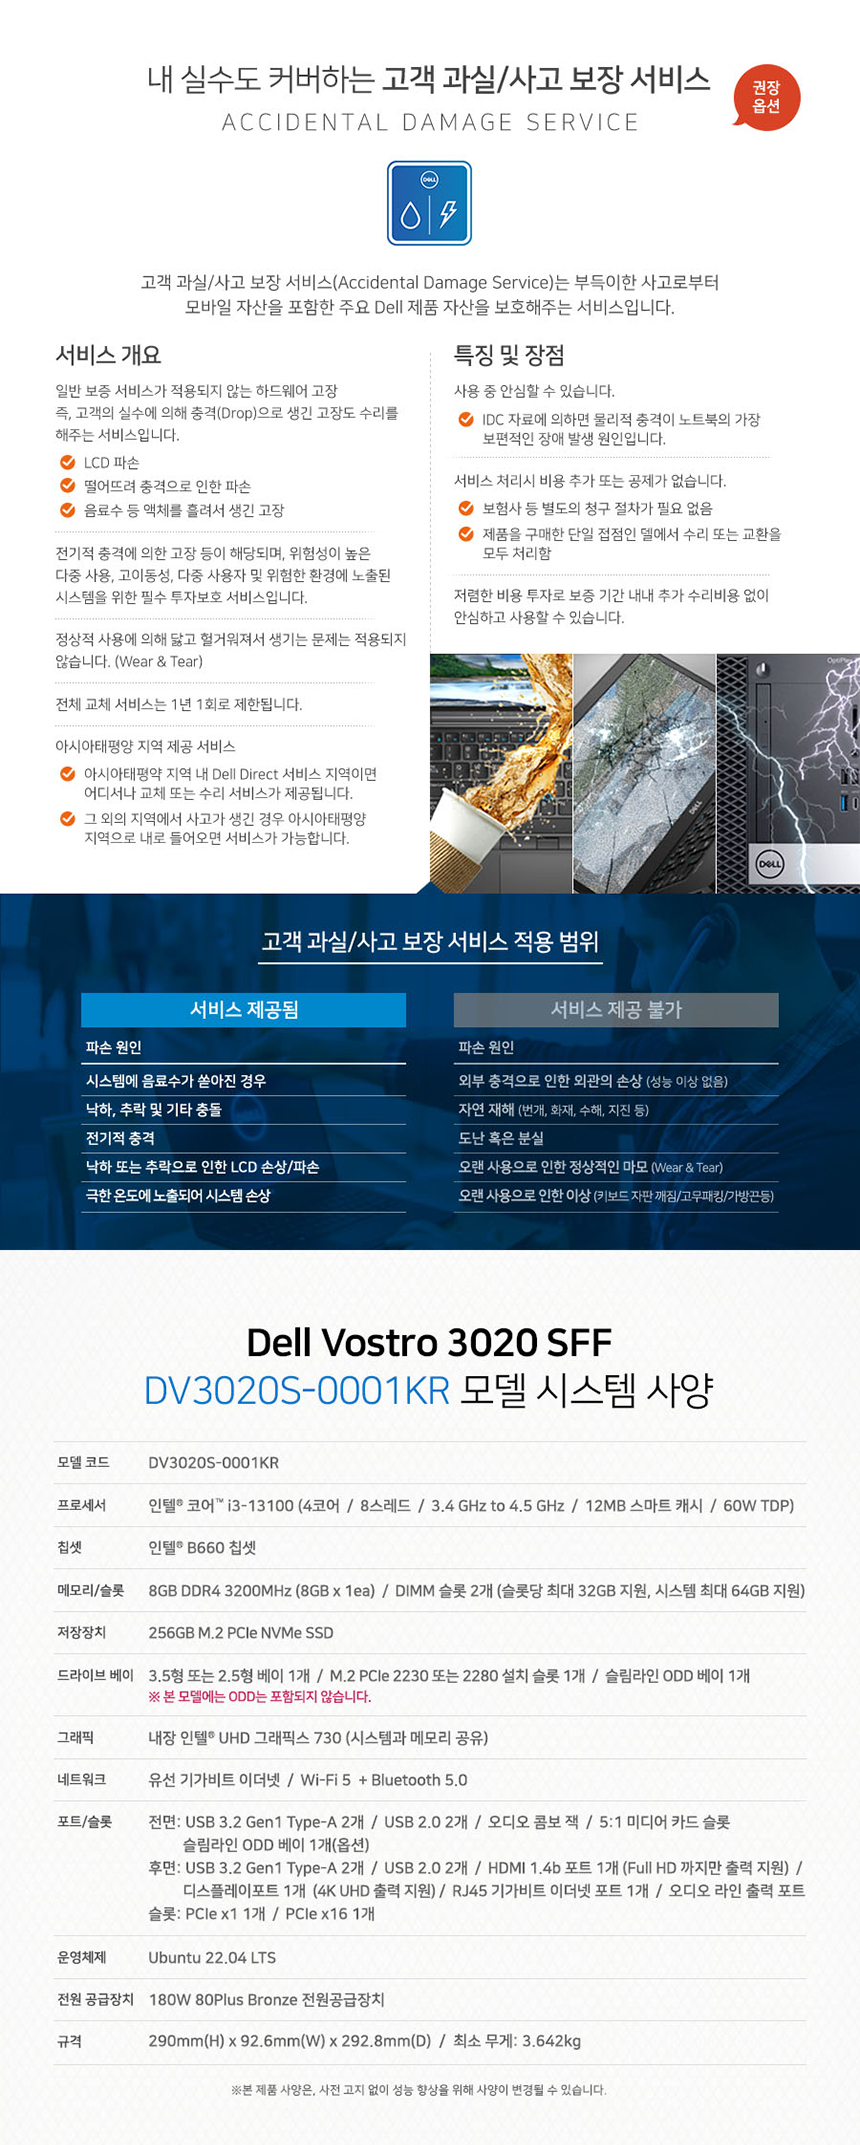 내 실수도 커버하는 고객 과실/사고 보장 서비스
권장
옵션
ACCIDENTAL DAMAGE SERVICE
DELL
고객 과실/사고 보장 서비스(Accidental Damage Service)는 부득이한 사고로부터
모바일 자산을 포함한 주요 Dell 제품 자산을 보호해주는 서비스입니다.
서비스 개요
일반 보증 서비스가 적용되지 않는 하드웨어 고장
즉, 고객의 실수에 의해 충격(Drop)으로 생긴 고장도 수리를
해주는 서비스입니다.
LCD 파손
떨어뜨려 충격으로 인한 파손
음료수 등 액체를 흘려서 생긴 고장
전기적 충격에 의한 고장 등이 해당되며, 위험성이 높은
다중 사용, 고이동성, 다중 사용자 및 위험한 환경에 노출된
시스템을 위한 필수 투자보호 서비스입니다.
정상적 사용에 의해 닳고 헐거워져서 생기는 문제는 적용되지
않습니다. (Wear & Tear)
전체 교체 서비스는 1년 1회로 제한됩니다.
아시아태평양 지역 제공 서비스
아시아태평약 지역 내 Dell Direct 서비스 지역이면
어디서나 교체 또는 수리 서비스가 제공됩니다.
그 외의 지역에서 사고가 생긴 경우 아시아태평양
지역으로 내로 들어오면 서비스가 가능합니다.
특징 및 장점
사용 중 안심할 수 있습니다.
IDC 자료에 의하면 물리적 충격이 노트북의 가장
보편적인 장애 발생 원인입니다.
서비스 처리시 비용 추가 또는 공제가 없습니다.
보험사 등 별도의 청구 절차가 필요 없음
제품을 구매한 단일 접점인 델에서 수리 또는 교환을
모두 처리함
저렴한 비용 투자로 보증 기간 내내 추가 수리비용 없이
안심하고 사용할 수 있습니다.
OptiPlex
DELL
DELL
고객 과실/사고 보장 서비스 적용 범위
서비스 제공됨
파손 원인
시스템에 음료수가 쏟아진 경우
낙하, 추락 및 기타 충돌
전기적 충격
낙하 또는 추락으로 인한 LCD 손상/파손
극한 온도에 노출되어 시스템 손상
서비스 제공 불가
파손 원인
외부 충격으로 인한 외관의 손상 (성능 이상 없음)
자연 재해 (번개, 화재, 수해, 지진 등)
도난 혹은 분실
오랜 사용으로 인한 정상적인 마모 (Wear & Tear)
오랜 사용으로 인한 이상 (키보드 자판 깨짐/고무패킹/가방끈등)
Dell Vostro 3020 SFF
DV3020S-0001KR 모델 시스템 사양
모델 코드 DV3020S-0001KR
프로세서 인텔® 코어™ i3-13100 (4코어 / 8스레드 / 3.4 GHz to 4.5 GHz / 12MB 스마트 캐시 / 60W TDP)
칩셋 인텔® B660 칩셋
메모리/슬롯 8GB DDR4 3200MHz (8GB x 1ea) / DIMM 슬롯 2개 (슬롯당 최대 32GB 지원, 시스템 최대 64GB 지원)
저장장치 256GB M.2 PCIe NVMe SSD
드라이브 베이 3.5형 또는 2.5형 베이 1개 / M.2 PCIe 2230 또는 2280 설치 슬롯 1개 / 슬림라인 ODD 베이 1개
※ 본 모델에는 ODD는 포함되지 않습니다.
그래픽 내장 인텔® UHD 그래픽스 730 (시스템과 메모리 공유)
네트워크 유선 기가비트 이더넷 / Wi-Fi 5 + Bluetooth 5.0
포트/슬롯 전면: USB 3.2 Gen1 Type-A 2개 / USB 2.0 2개 / 오디오 콤보 잭 / 5:1 미디어 카드 슬롯
슬림라인 ODD 베이 1개(옵션)
후면: USB 3.2 Gen1 Type-A 2개 / USB 2.0 2개 / HDMI 1.4b 포트 1개 (Full HD 까지만 출력 지원) /
디스플레이포트 1개 (4K UHD 출력 지원) / RJ45 기가비트 이더넷 포트 1개 / 오디오 라인 출력 포트
슬롯: PCIe x1 1개 / PCIe x16 1개
운영체제 Ubuntu 22.04 LTS
전원 공급장치 180W 80Plus Bronze 전원공급장치
규격 290mm(H) x 92.6mm(W) x 292.8mm(D) / 최소 무게: 3.642kg
※본 제품 사양은, 사전 고지 없이 성능 향상을 위해 사양이 변경될 수 있습니다.